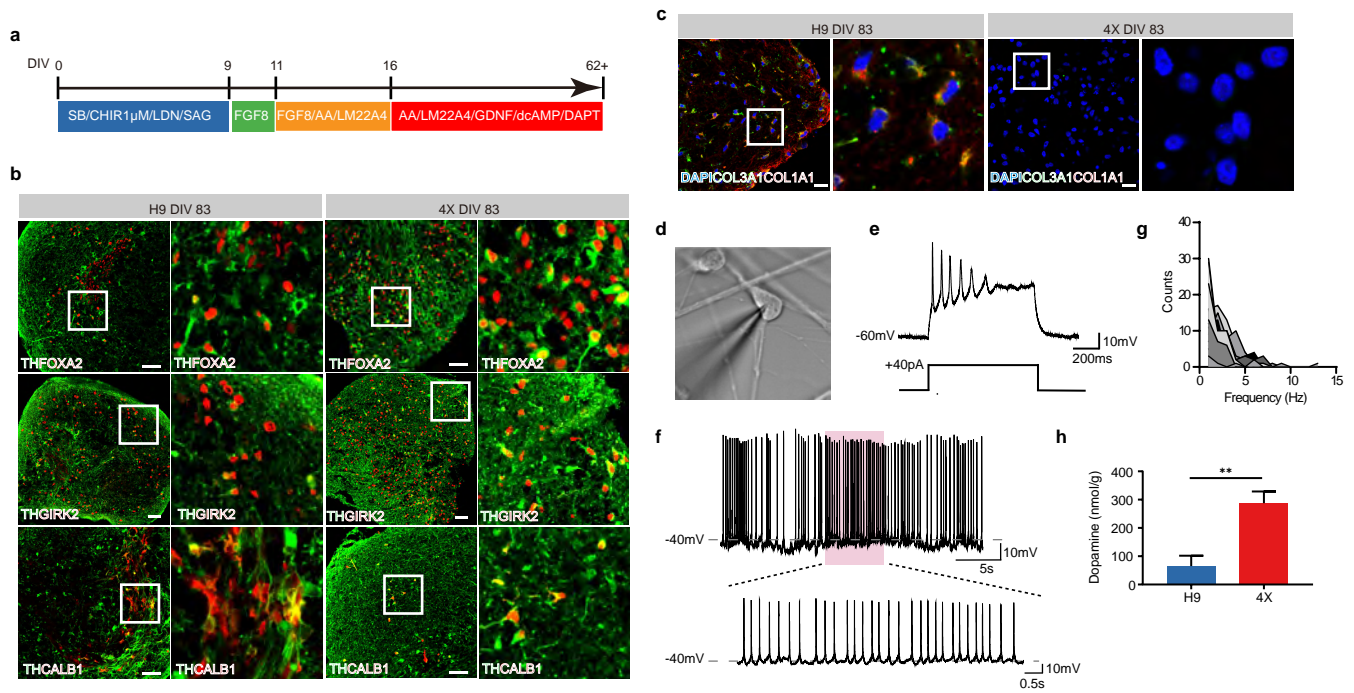 a
DIV 0 9 11 16 62+
SB/CHIR1µM/LDN/SAG FGF8 FGF8/AA/LM22A4 AA/LM22A4/GDNF/dcAMP/DAPT
b
H9 DIV 83 4X DIV 83
THFOXA2 THFOXA2 THFOXA2 THFOXA2
THGIRK2 THGIRK2 THGIRK2 THGIRK2
THCALB1 THCALB1 THCALB1 THCALB1
c
H9 DIV 83 4X DIV 83
DAPICOL3A1COL1A1 DAPICOL3A1COL1A1
d
e
-60mV
10mV
200ms
+40pA
g
40
30
20
10
0
Counts
0 5 10 15
Frequency (Hz)
f
-40mV
10mV
5s
-40mV
10mV
0.5s
h
**
400
300
200
100
0
Dopamine (nmol/g)
H9 4X